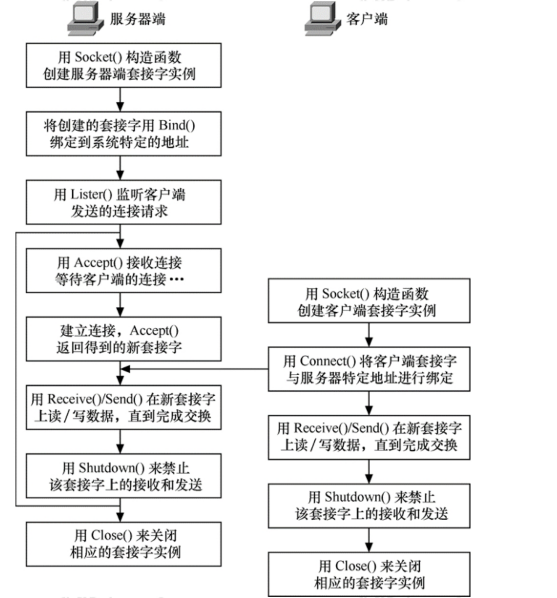 服务器端
用 Socket() 构造函数
创建服务器端套接字实例
将创建的套接字用 Bind()
绑定到系统特定的地址
用 Lister() 监听客户端
发送的连接请求
用 Accept() 接收连接
等待客户端的连接…
建立连接，Accept()
返回得到的新套接字
用 Receive()/Send() 在新套接字
上读/写数据，直到完成交换
用 Shutdown() 来禁止
该套接字上的接收和发送
用 Close() 来关闭
相应的套接字实例
客户端
用 Socket() 构造函数
创建客户端套接字实例
用 Connect() 将客户端套接字
与服务器特定地址进行绑定
用 Receive()/Send() 在新套接字
上读/写数据，直到完成交换
用 Shutdown() 来禁止
该套接字上的接收和发送
用 Close() 来关闭
相应的套接字实例